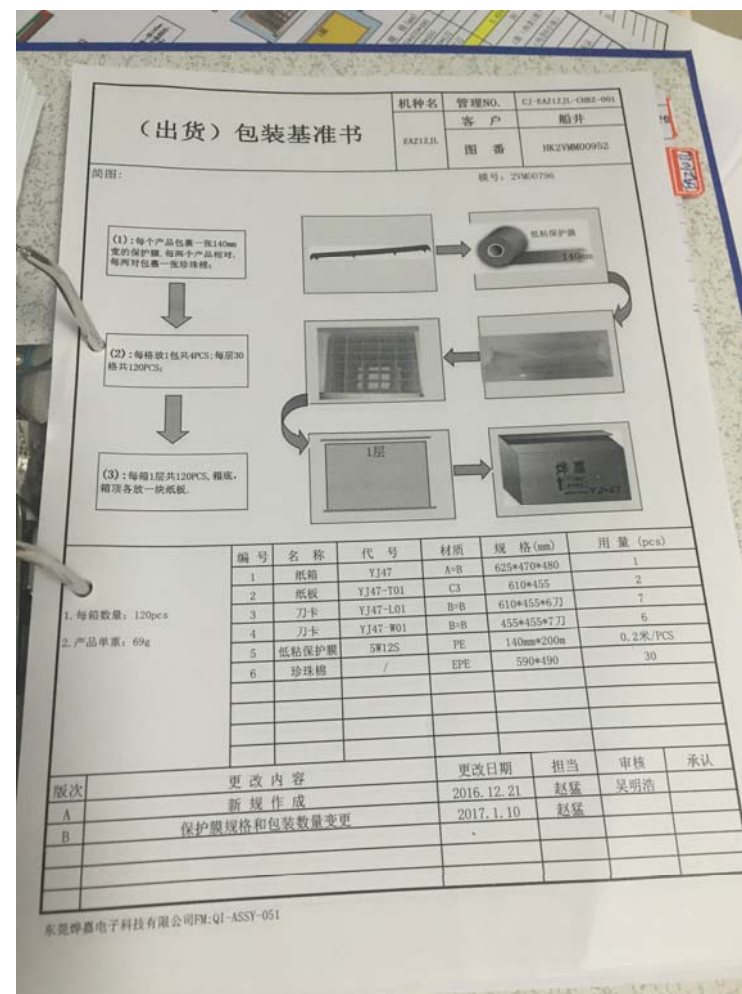 (出货)包装基准书
机种名 管理NO. CJ-EAZ1ZJL-CHBZ-001
EAZ1ZJL 客户 船井
图番 HK2VMM00952
简图: 模号: 2VM00796
(1):每个产品包裹一张140mm
宽的保护膜,每两个产品相对,
每两对包裹一张珍珠棉;
低粘保护膜
140mm
(2):每格放1包共4PCS;每层30
格共120PCS;
(3):每箱1层共120PCS,箱底,
箱顶各放一块纸板.
1层
烨嘉
YJ-47
编号 名称 代号 材质 规格(mm) 用量(pcs)
1 纸箱 YJ47 A=B 625*470*480 1
2 纸板 YJ47-T01 C3 610*455 2
3 刀卡 YJ47-L01 B=B 610*455*6刀 7
4 刀卡 YJ47-W01 B=B 455*455*7刀 6
5 低粘保护膜 5W12S PE 140mm*200m 0.2米/PCS
6 珍珠棉 / EPE 590*490 30
1.每箱数量: 120pcs
2.产品单重: 69g
版次 更改内容 更改日期 担当 审核 承认
A 新规作成 2016.12.21 赵猛 吴明浩
B 保护膜规格和包装数量变更 2017.1.10 赵猛
东莞烨嘉电子科技有限公司FM:QI-ASSY-051